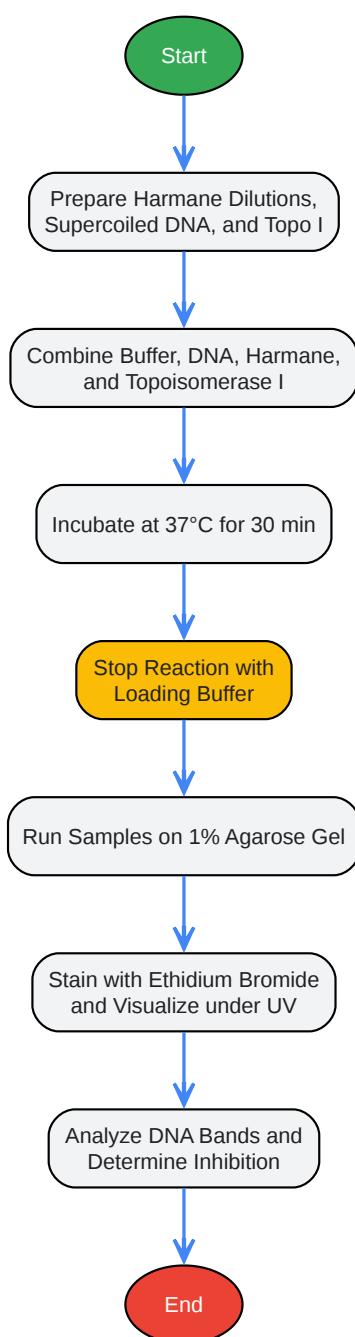 Start
Prepare Harmane Dilutions,
Supercoiled DNA, and Topo I
Combine Buffer, DNA, Harmane,
and Topoisomerase I
Incubate at 37°C for 30 min
Stop Reaction with
Loading Buffer
Run Samples on 1% Agarose Gel
Stain with Ethidium Bromide
and Visualize under UV
Analyze DNA Bands and
Determine Inhibition
End